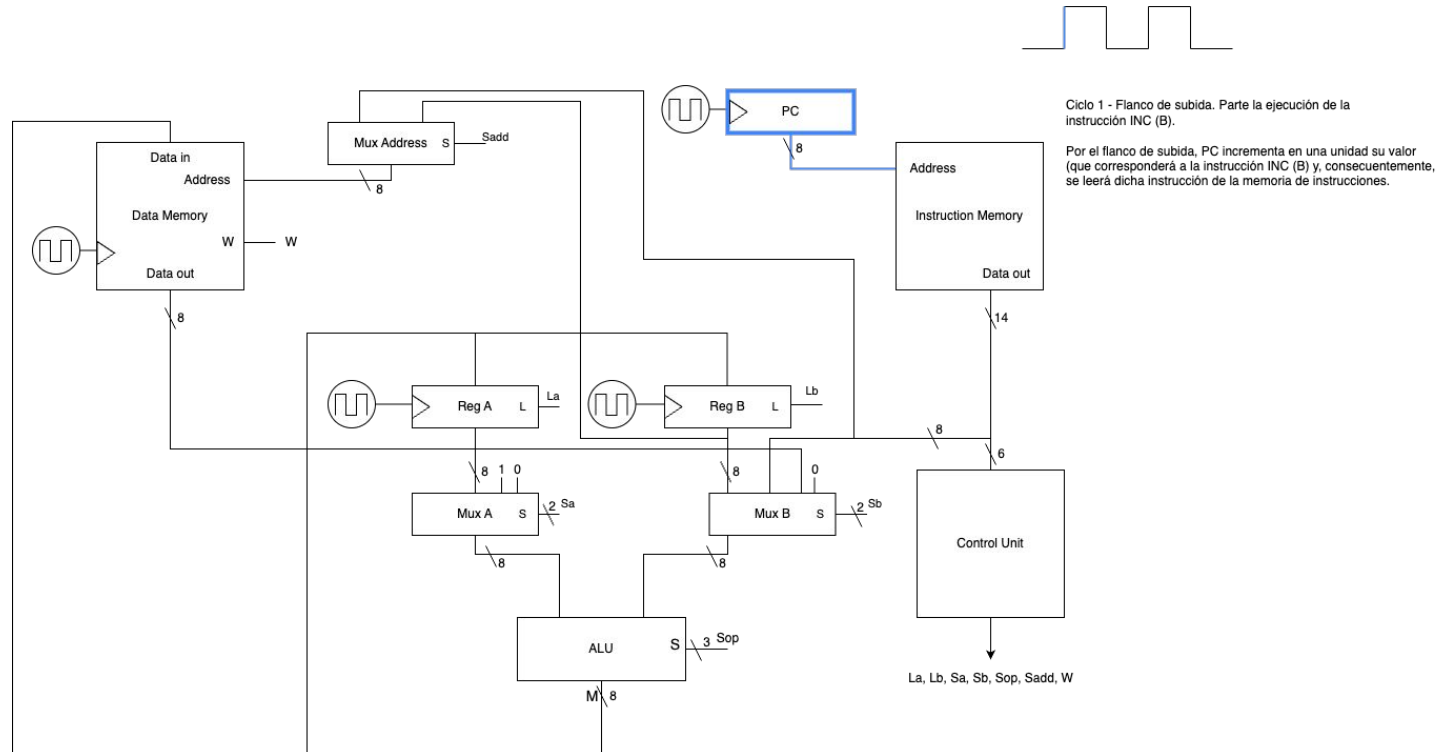 PC
8
Ciclo 1 - Flanco de subida. Parte la ejecución de la
instrucción INC (B).
Por el flanco de subida, PC incrementa en una unidad su valor
(que corresponderá a la instrucción INC (B) y, consecuentemente,
se leerá dicha instrucción de la memoria de instrucciones.
Mux Address S Sadd
8
Data in
Address
Data Memory
W W
Data out
8
Address
Instruction Memory
Data out
14
Reg A L La
Reg B L Lb
8
6
8 1 0
8 0
Mux A S 2 Sa
Mux B S 2 Sb
8
8
Control Unit
ALU S 3 Sop
M 8
La, Lb, Sa, Sb, Sop, Sadd, W